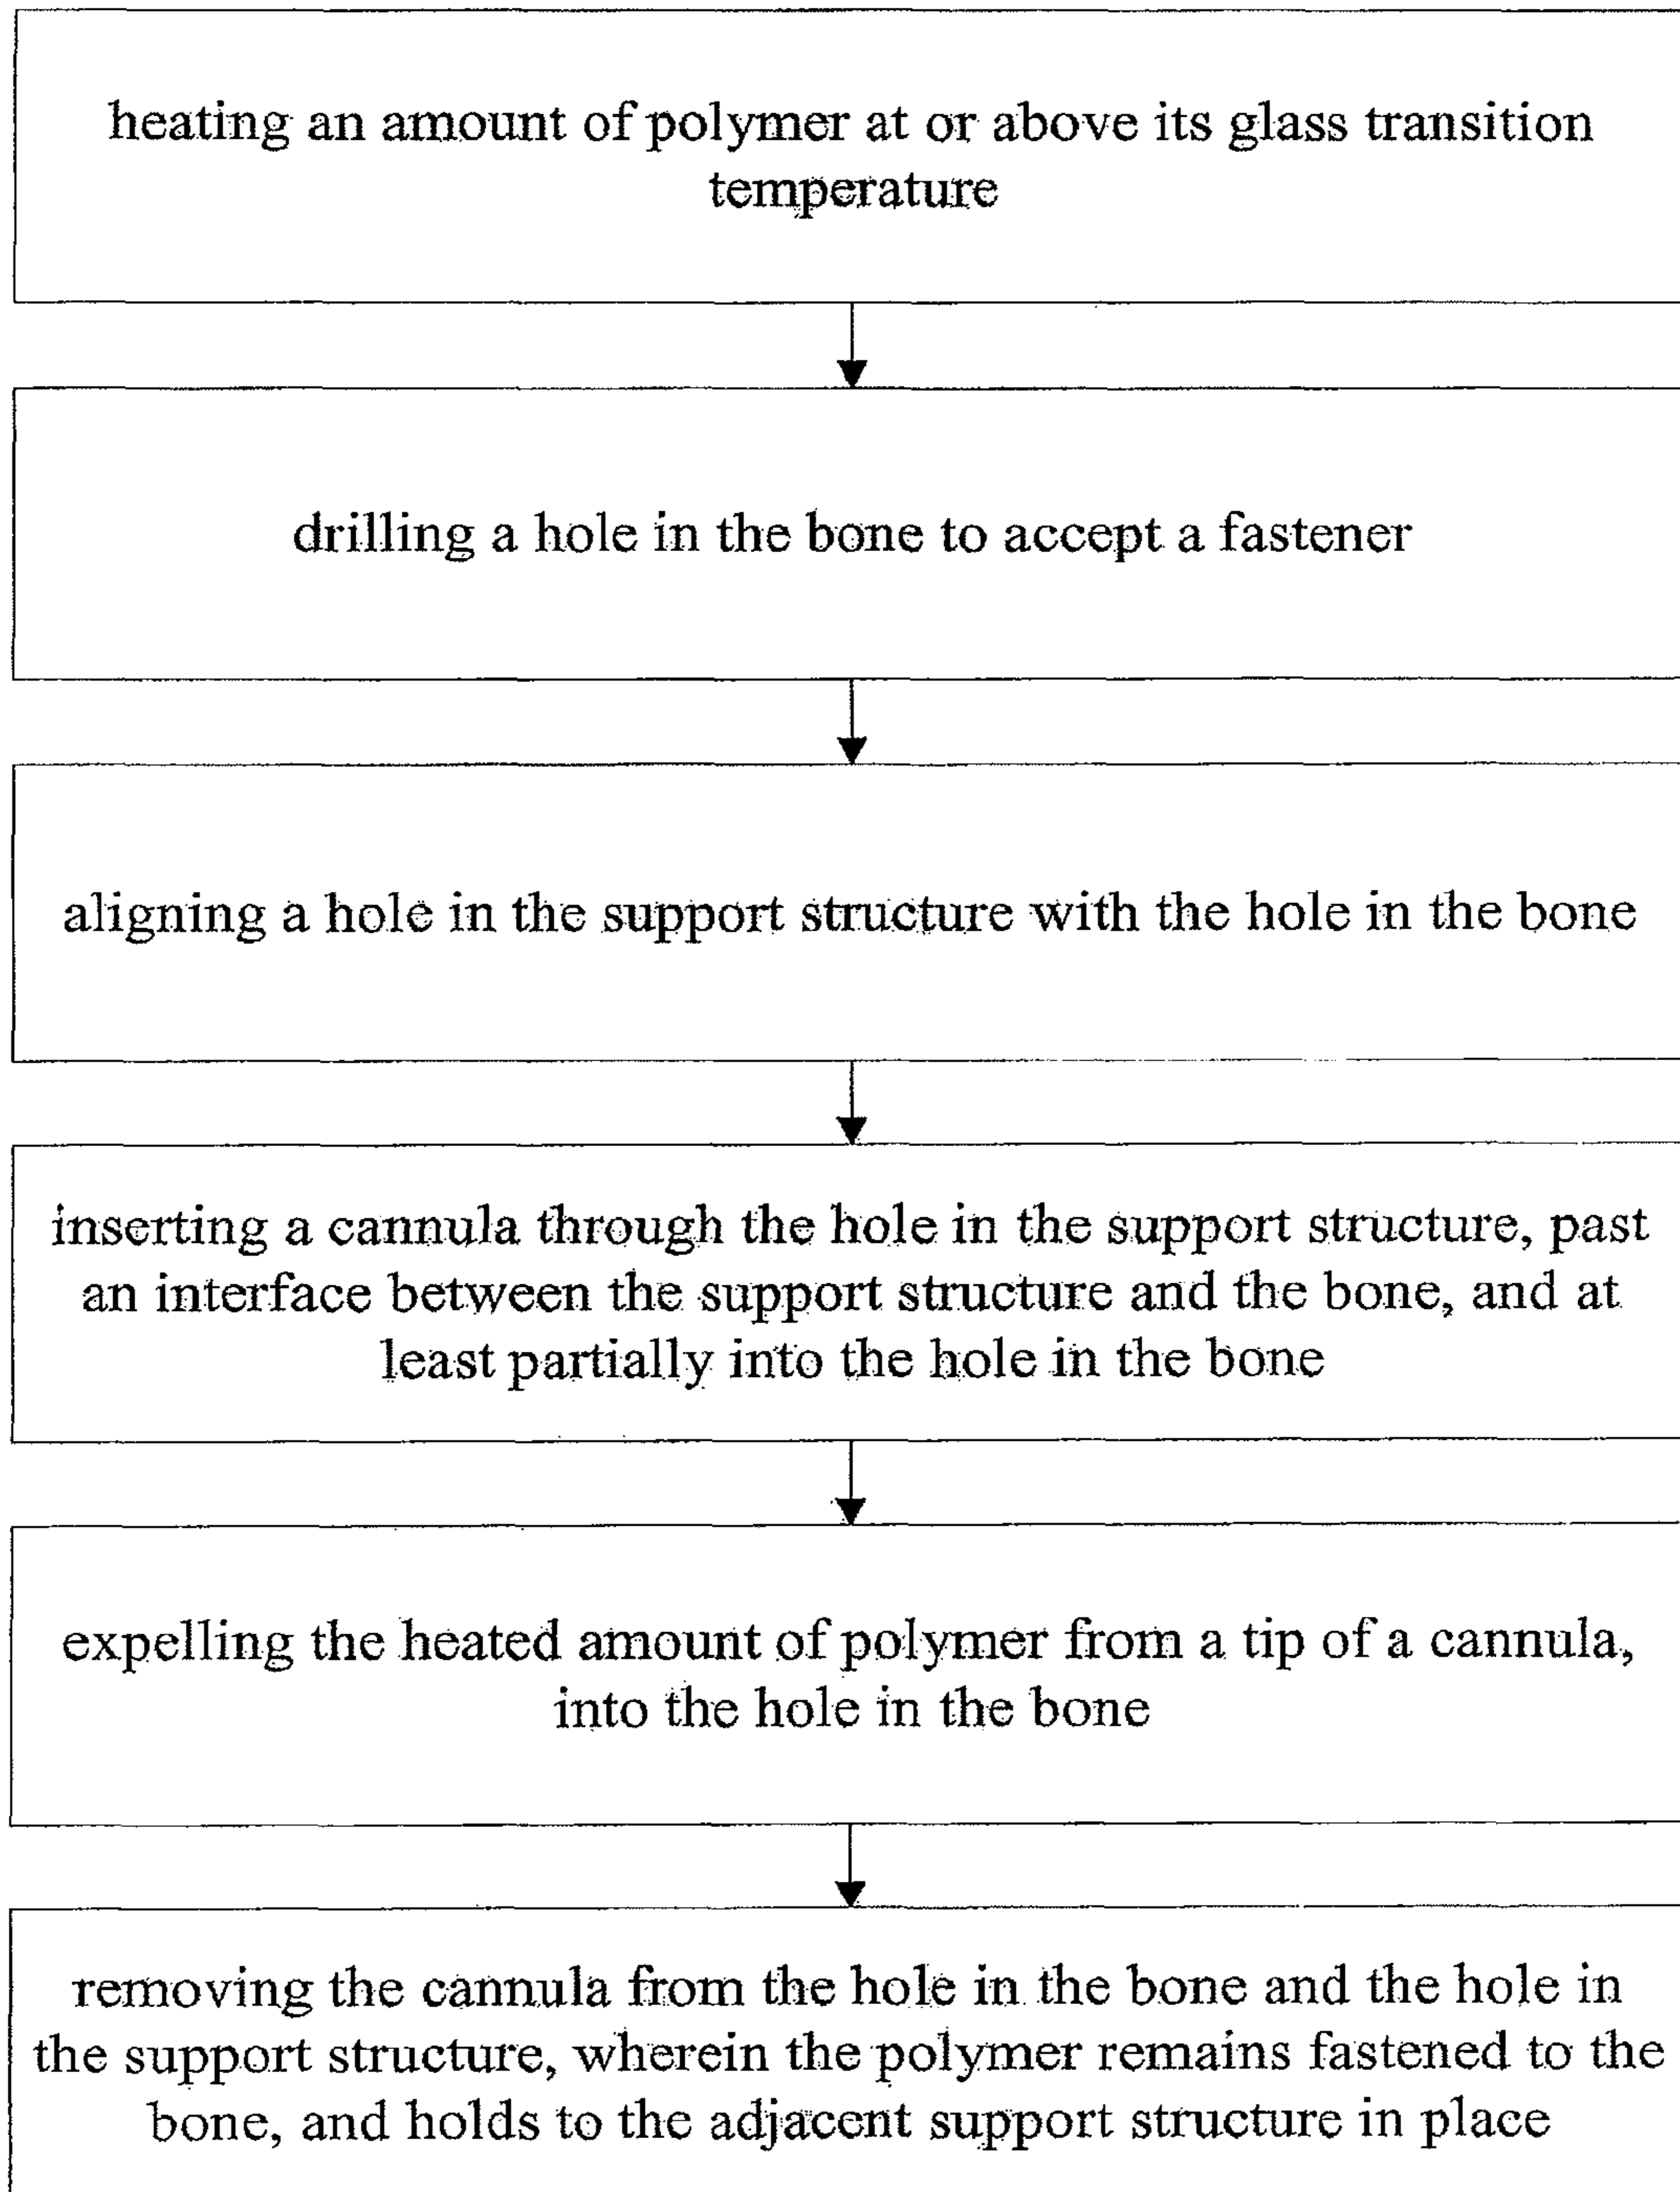 heating an amount of polymer at or above its glass transition
temperature
drilling a hole in the bone to accept a fastener
aligning a hole in the support structure with the hole in the bone
inserting a cannula through the hole in the support structure, past
an interface between the support structure and the bone, and at
least partially into the hole in the bone
expelling the heated amount of polymer from a tip of a cannula,
into the hole in the bone
removing the cannula from the hole in the bone and the hole in
the support structure, wherein the polymer remains fastened to the
bone, and holds to the adjacent support structure in place